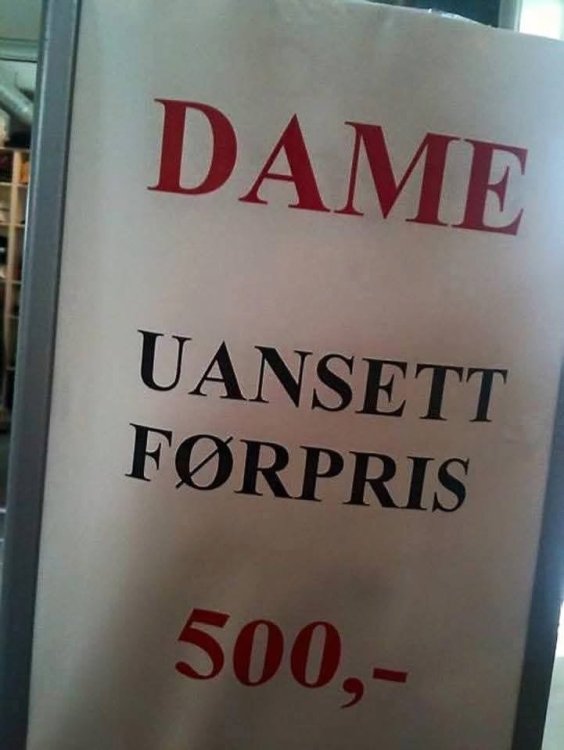 DAME
UANSETT
FØRPRIS
500,-